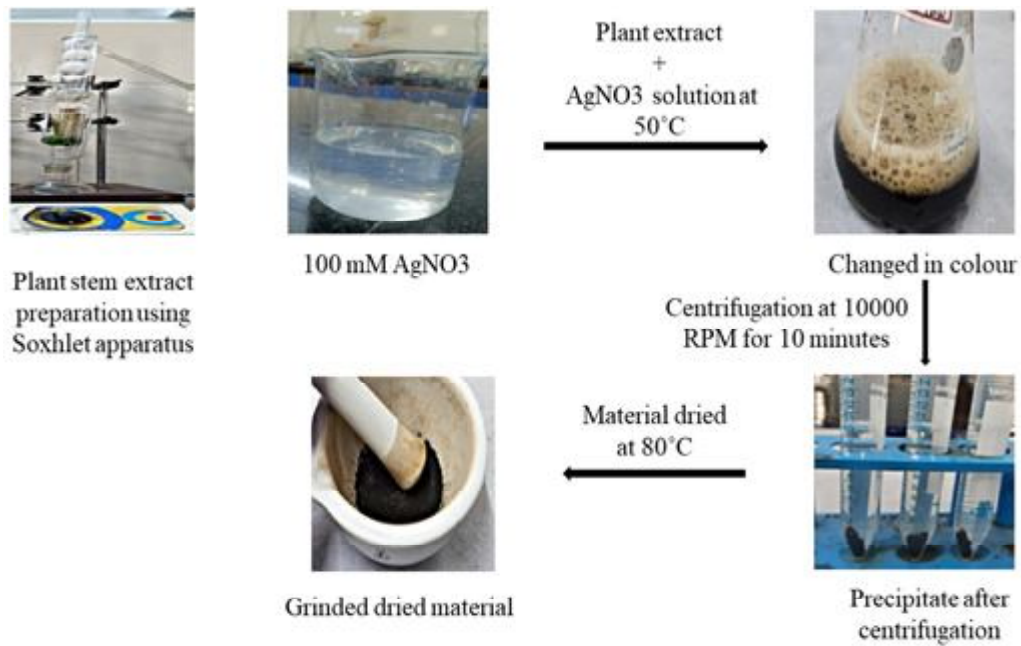 Plant stem extract
preparation using
Soxhlet apparatus
100 mM AgNO3
Plant extract
+
AgNO3 solution at
50˚C
Changed in colour
Centrifugation at 10000
RPM for 10 minutes
Precipitate after
centrifugation
Material dried
at 80˚C
Grinded dried material